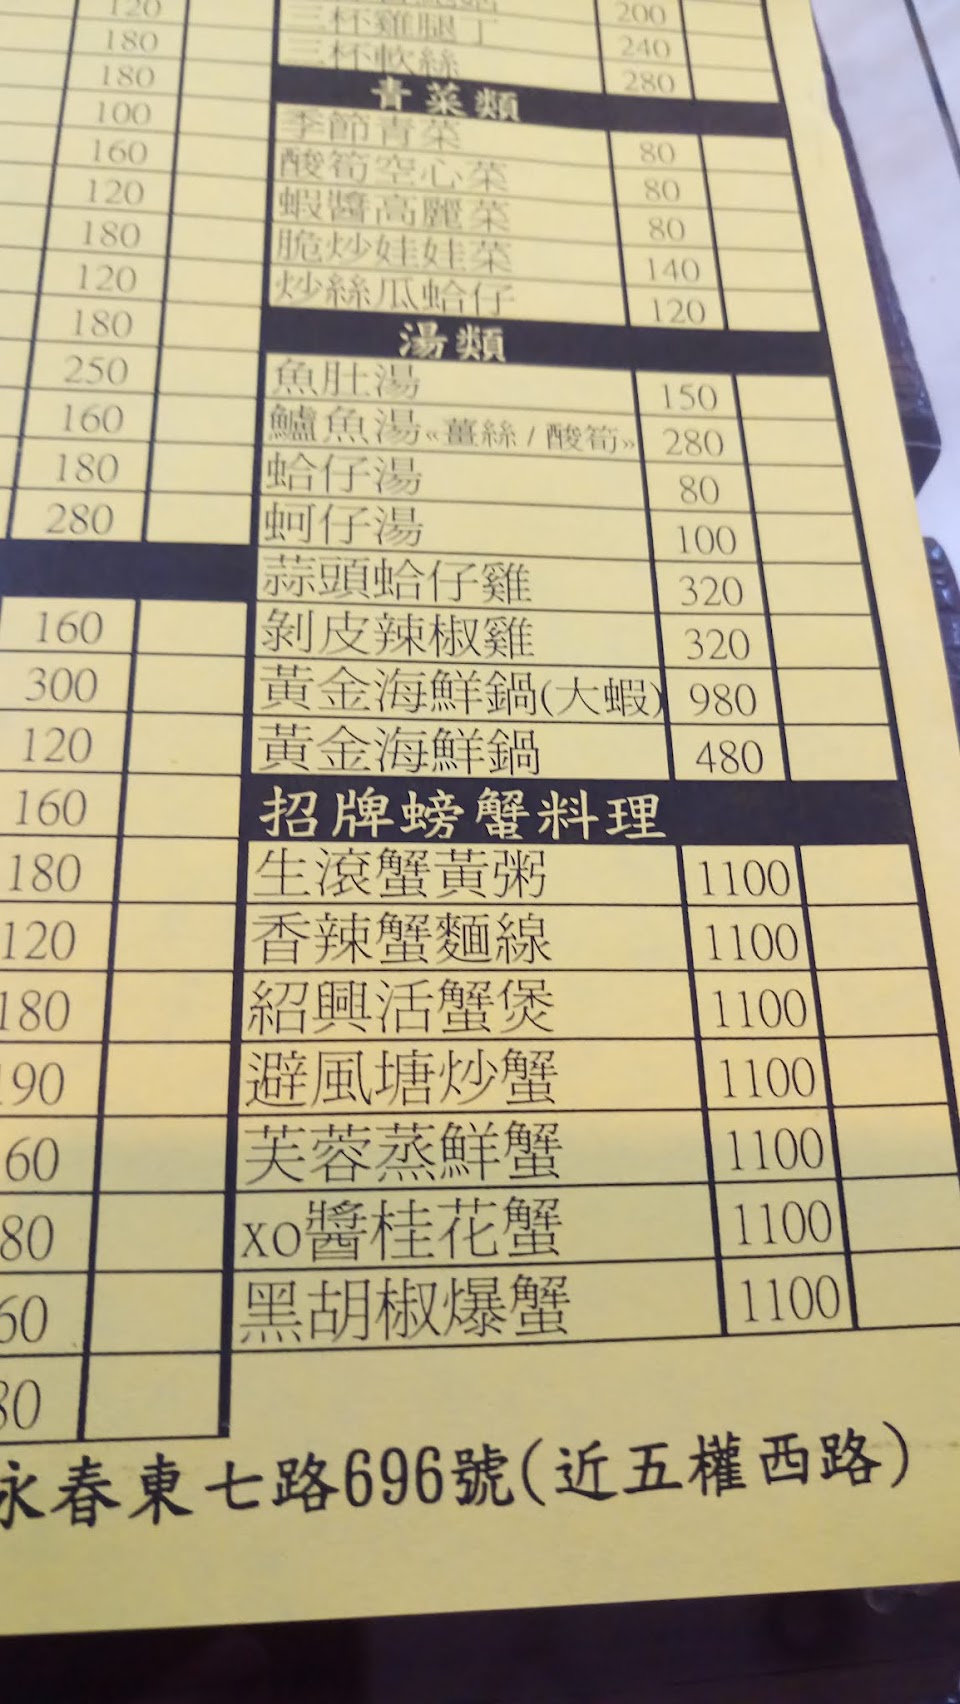 120
180
180
100
160
120
180
120
180
250
160
180
280
160
300
120
160
180
120
180
190
60
80
60
80
200
三杯雞腿丁 240
三杯軟絲 280
青菜類
季節青菜 80
酸筍空心菜 80
蝦醬高麗菜 80
脆炒娃娃菜 140
炒絲瓜蛤仔 120
湯類
魚肚湯 150
鱸魚湯«薑絲/酸筍» 280
蛤仔湯 80
蚵仔湯 100
蒜頭蛤仔雞 320
剝皮辣椒雞 320
黃金海鮮鍋(大蝦) 980
黃金海鮮鍋 480
招牌螃蟹料理
生滾蟹黃粥 1100
香辣蟹麵線 1100
紹興活蟹煲 1100
避風塘炒蟹 1100
芙蓉蒸鮮蟹 1100
xo醬桂花蟹 1100
黑胡椒爆蟹 1100
永春東七路696號(近五權西路)